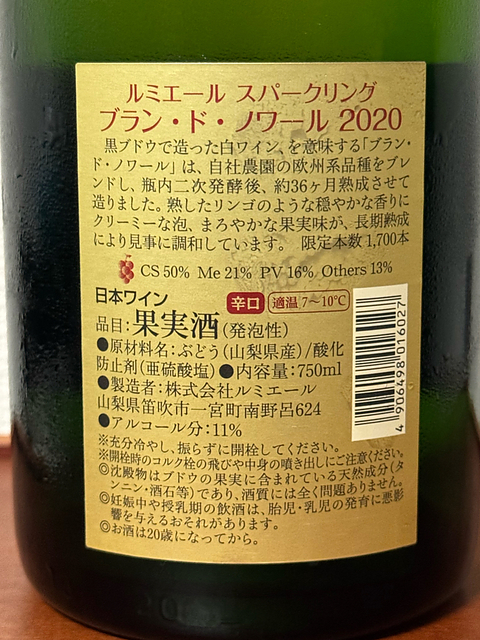 ルミエール スパークリング
ブラン・ド・ノワール 2020
黒ブドウで造った白ワイン、を意味する「ブラン・
ド・ノワール」は、自社農園の欧州系品種をブレ
ンドし、瓶内二次発酵後、約36ヶ月熟成させて
造りました。熟したリンゴのような穏やかな香りに
クリーミーな泡、まろやかな果実味が、長期熟成
により見事に調和しています。 限定本数 1,700本
CS 50% Me 21% PV 16% Others 13%
日本ワイン 辛口 適温 7〜10℃
品目:果実酒(発泡性)
●原材料名:ぶどう(山梨県産)/酸化
防止剤(亜硫酸塩) ●内容量:750ml
●製造者:株式会社ルミエール
山梨県笛吹市一宮町南野呂624
●アルコール分:11%
4 906498 016027
※充分冷やし、振らずに開栓してください。
※開栓時のコルク栓の飛びや中身の噴き出しにご注意ください。
◎沈殿物はブドウの果実に含まれている天然成分(タ
ンニン・酒石等)であり、酒質には全く問題ありません。
◎妊娠中や授乳期の飲酒は、胎児・乳児の発育に悪影
響を与えるおそれがあります。
◎お酒は20歳になってから。